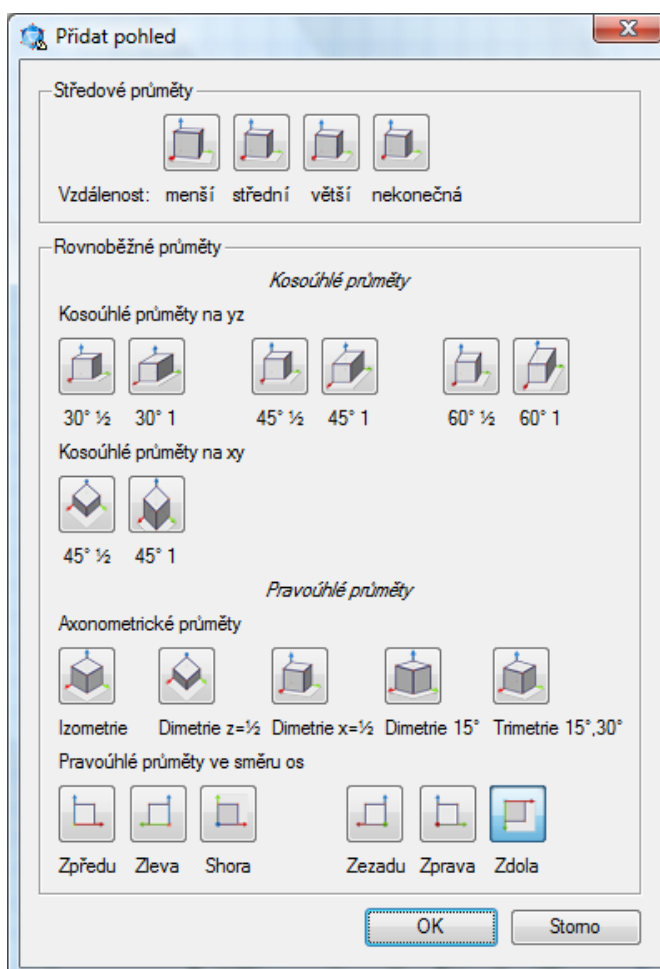 Přidat pohled
Středové průměty
Vzdálenost: menší střední větší nekonečná
Rovnoběžné průměty
Kosoúhlé průměty
Kosoúhlé průměty na yz
30° ½ 30° 1 45° ½ 45° 1 60° ½ 60° 1
Kosoúhlé průměty na xy
45° ½ 45° 1
Pravoúhlé průměty
Axonometrické průměty
Izometrie Dimetrie z=½ Dimetrie x=½ Dimetrie 15° Trimetrie 15°,30°
Pravoúhlé průměty ve směru os
Zpředu Zleva Shora Zezadu Zprava Zdola
OK Storno